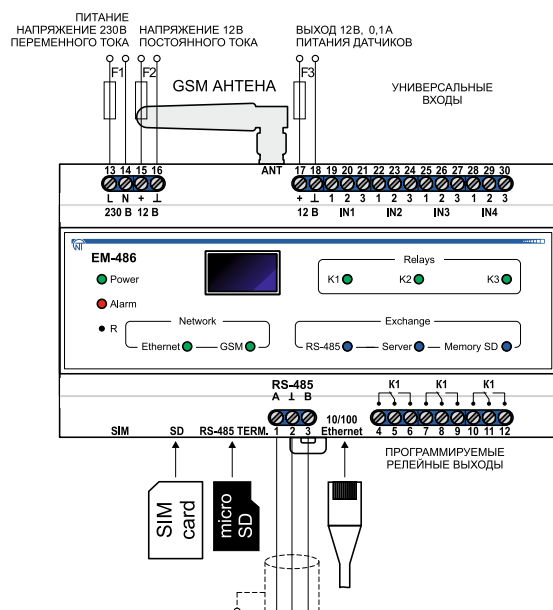 ПИТАНИЕ
НАПРЯЖЕНИЕ 230В
ПЕРЕМЕННОГО ТОКА
НАПРЯЖЕНИЕ 12В
ПОСТОЯННОГО ТОКА
ВЫХОД 12В, 0,1А
ПИТАНИЯ ДАТЧИКОВ
F1 F2 F3
GSM АНТЕНА
УНИВЕРСАЛЬНЫЕ
ВХОДЫ
ANT
13 14 15 16 17 18 19 20 21 22 23 24 25 26 27 28 29 30
L N + ⊥ + ⊥ 1 2 3 1 2 3 1 2 3 1 2 3
230 В 12 В 12 В IN1 IN2 IN3 IN4
EM-486
Power
Alarm
R
Relays
K1 K2 K3
Network
Ethernet GSM
Exchange
RS-485 Server Memory SD
RS-485
A ⊥ B
K1 K1 K1
10/100
Ethernet
SIM SD RS-485 TERM. 1 2 3 4 5 6 7 8 9 10 11 12
ПРОГРАММИРУЕМЫЕ
РЕЛЕЙНЫЕ ВЫХОДЫ
SIM
card
micro
SD